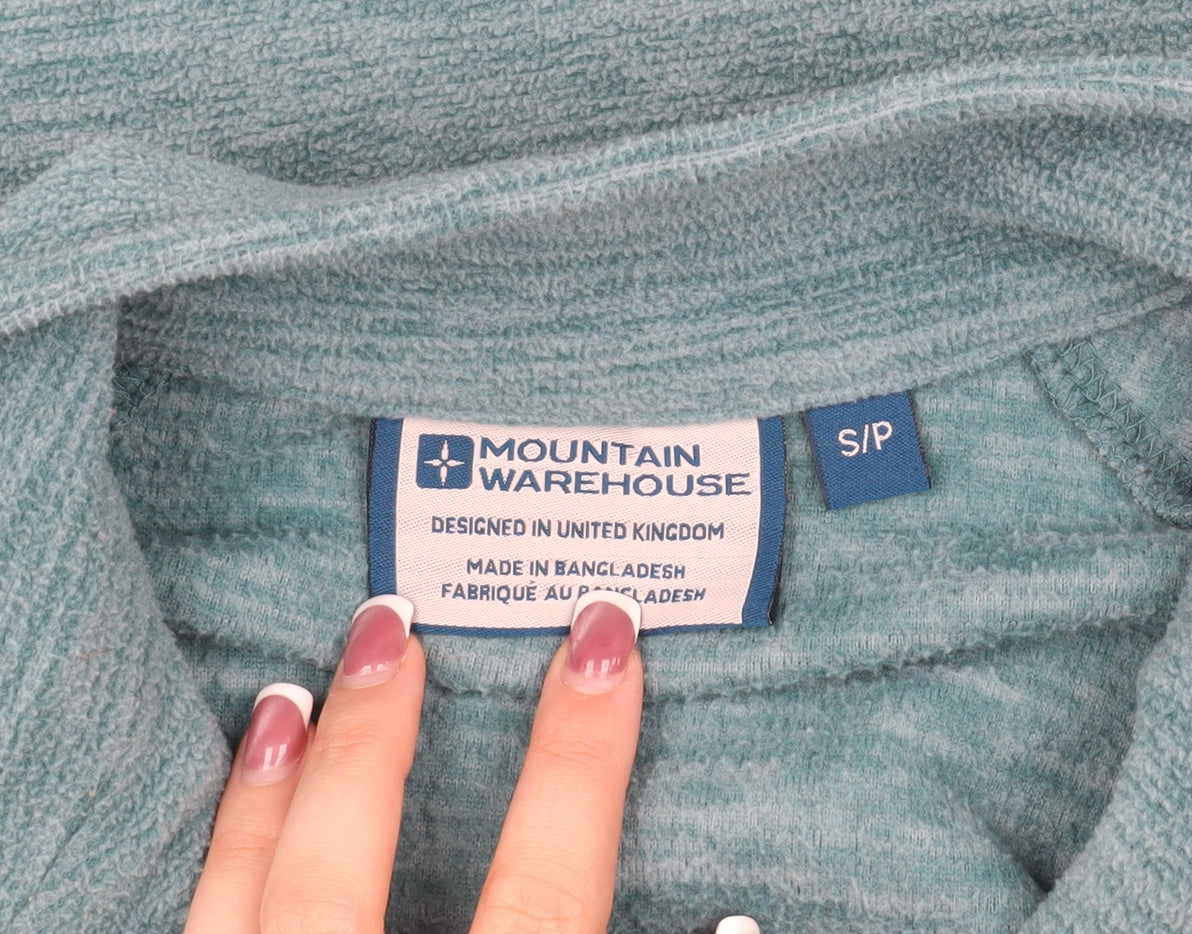 MOUNTAIN
WAREHOUSE
DESIGNED IN UNITED KINGDOM
MADE IN BANGLADESH
FABRIQUÉ AU BANGLADESH
S/P